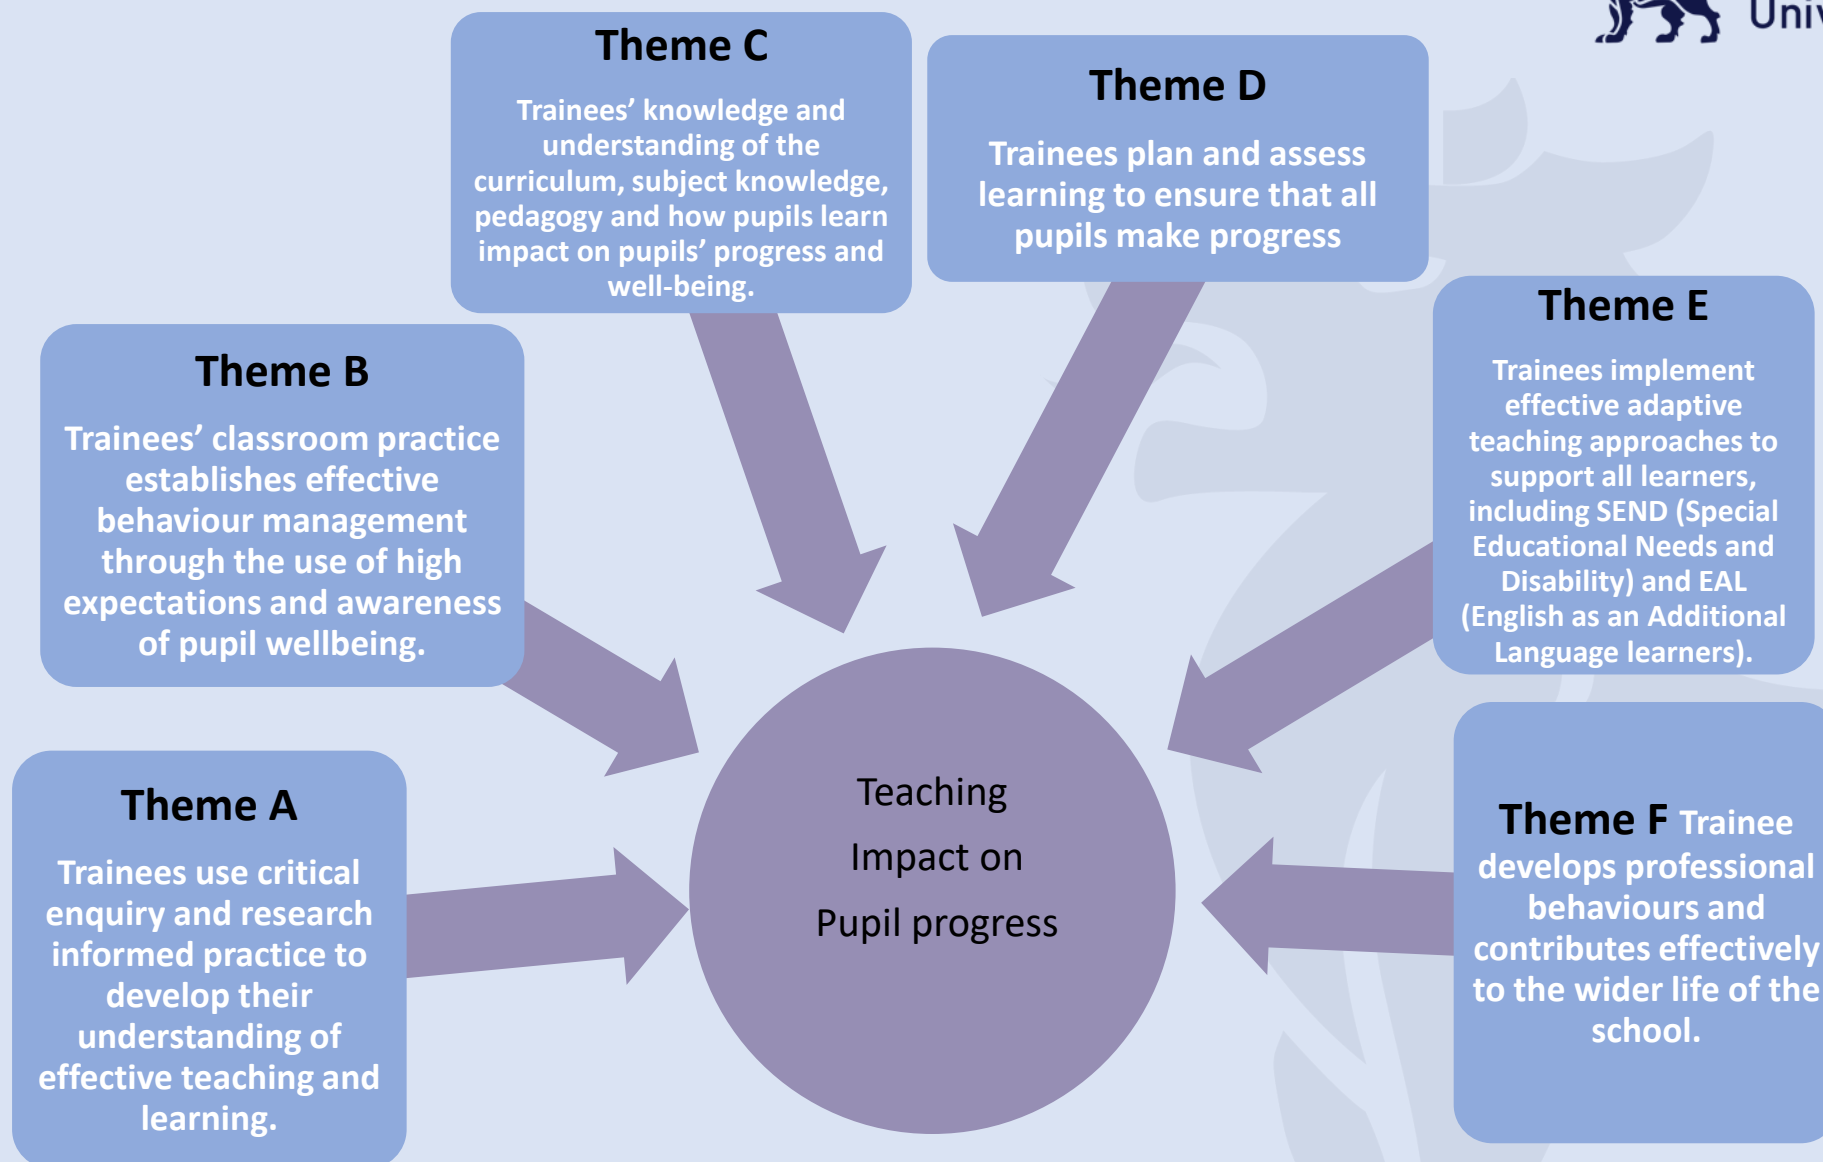 Univ
Theme C
Trainees’ knowledge and
understanding of the
curriculum, subject knowledge,
pedagogy and how pupils learn
impact on pupils’ progress and
well-being.
Theme D
Trainees plan and assess
learning to ensure that all
pupils make progress
Theme E
Trainees implement
effective adaptive
teaching approaches to
support all learners,
including SEND (Special
Educational Needs and
Disability) and EAL
(English as an Additional
Language learners).
Theme B
Trainees’ classroom practice
establishes effective
behaviour management
through the use of high
expectations and awareness
of pupil wellbeing.
Theme A
Trainees use critical
enquiry and research
informed practice to
develop their
understanding of
effective teaching and
learning.
Teaching
Impact on
Pupil progress
Theme F Trainee
develops professional
behaviours and
contributes effectively
to the wider life of the
school.